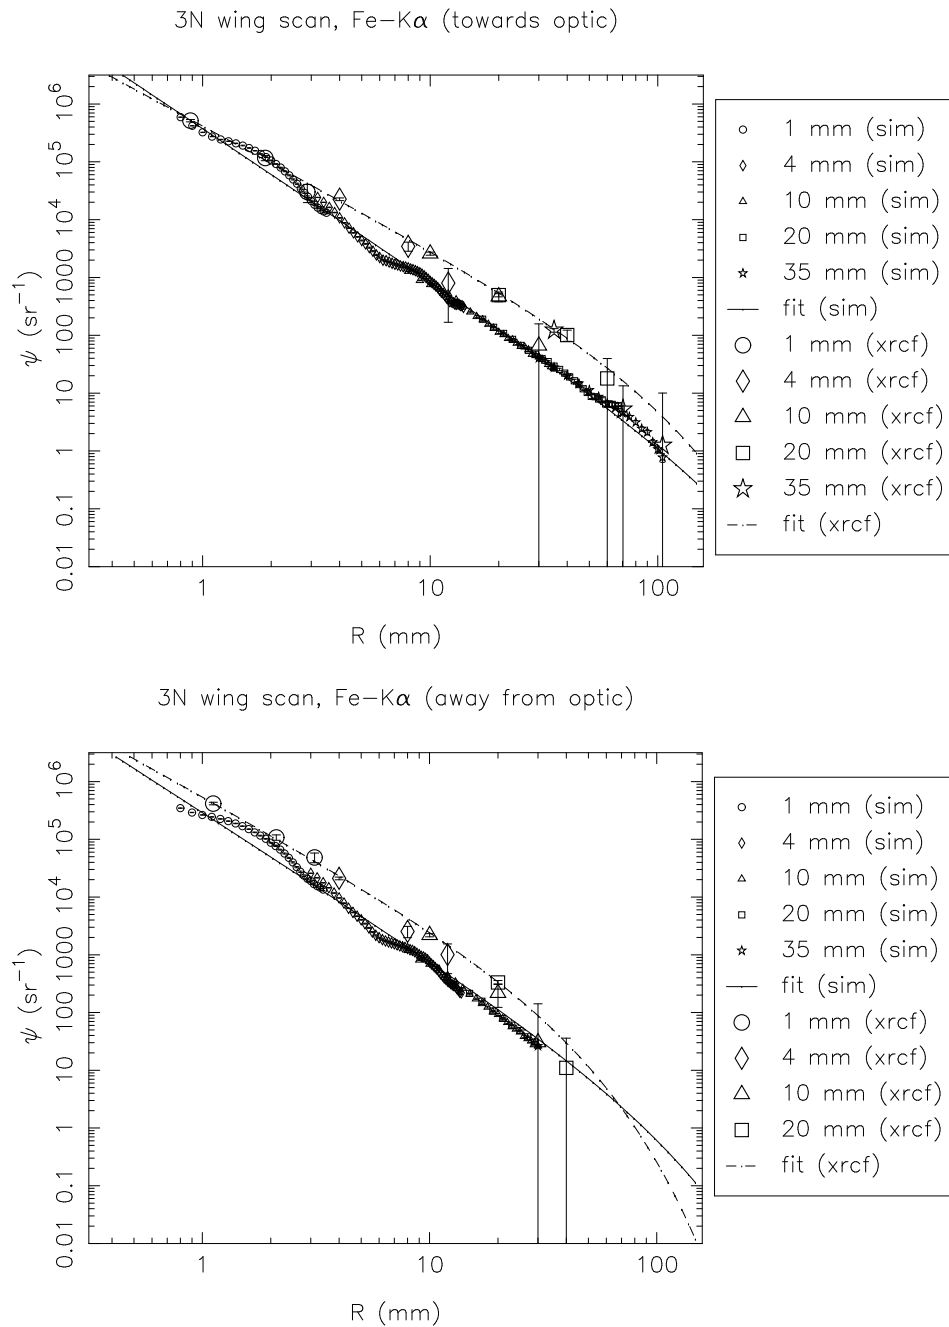 3N wing scan, Fe−Kα (towards optic)
10⁶
10⁵
10⁴
1000
100
10
1
0.1
0.01
ψ (sr⁻¹)
1 10 100
R (mm)
1 mm (sim)
4 mm (sim)
10 mm (sim)
20 mm (sim)
35 mm (sim)
fit (sim)
1 mm (xrcf)
4 mm (xrcf)
10 mm (xrcf)
20 mm (xrcf)
35 mm (xrcf)
fit (xrcf)
3N wing scan, Fe−Kα (away from optic)
10⁶
10⁵
10⁴
1000
100
10
1
0.1
0.01
ψ (sr⁻¹)
1 10 100
R (mm)
1 mm (sim)
4 mm (sim)
10 mm (sim)
20 mm (sim)
35 mm (sim)
fit (sim)
1 mm (xrcf)
4 mm (xrcf)
10 mm (xrcf)
20 mm (xrcf)
fit (xrcf)